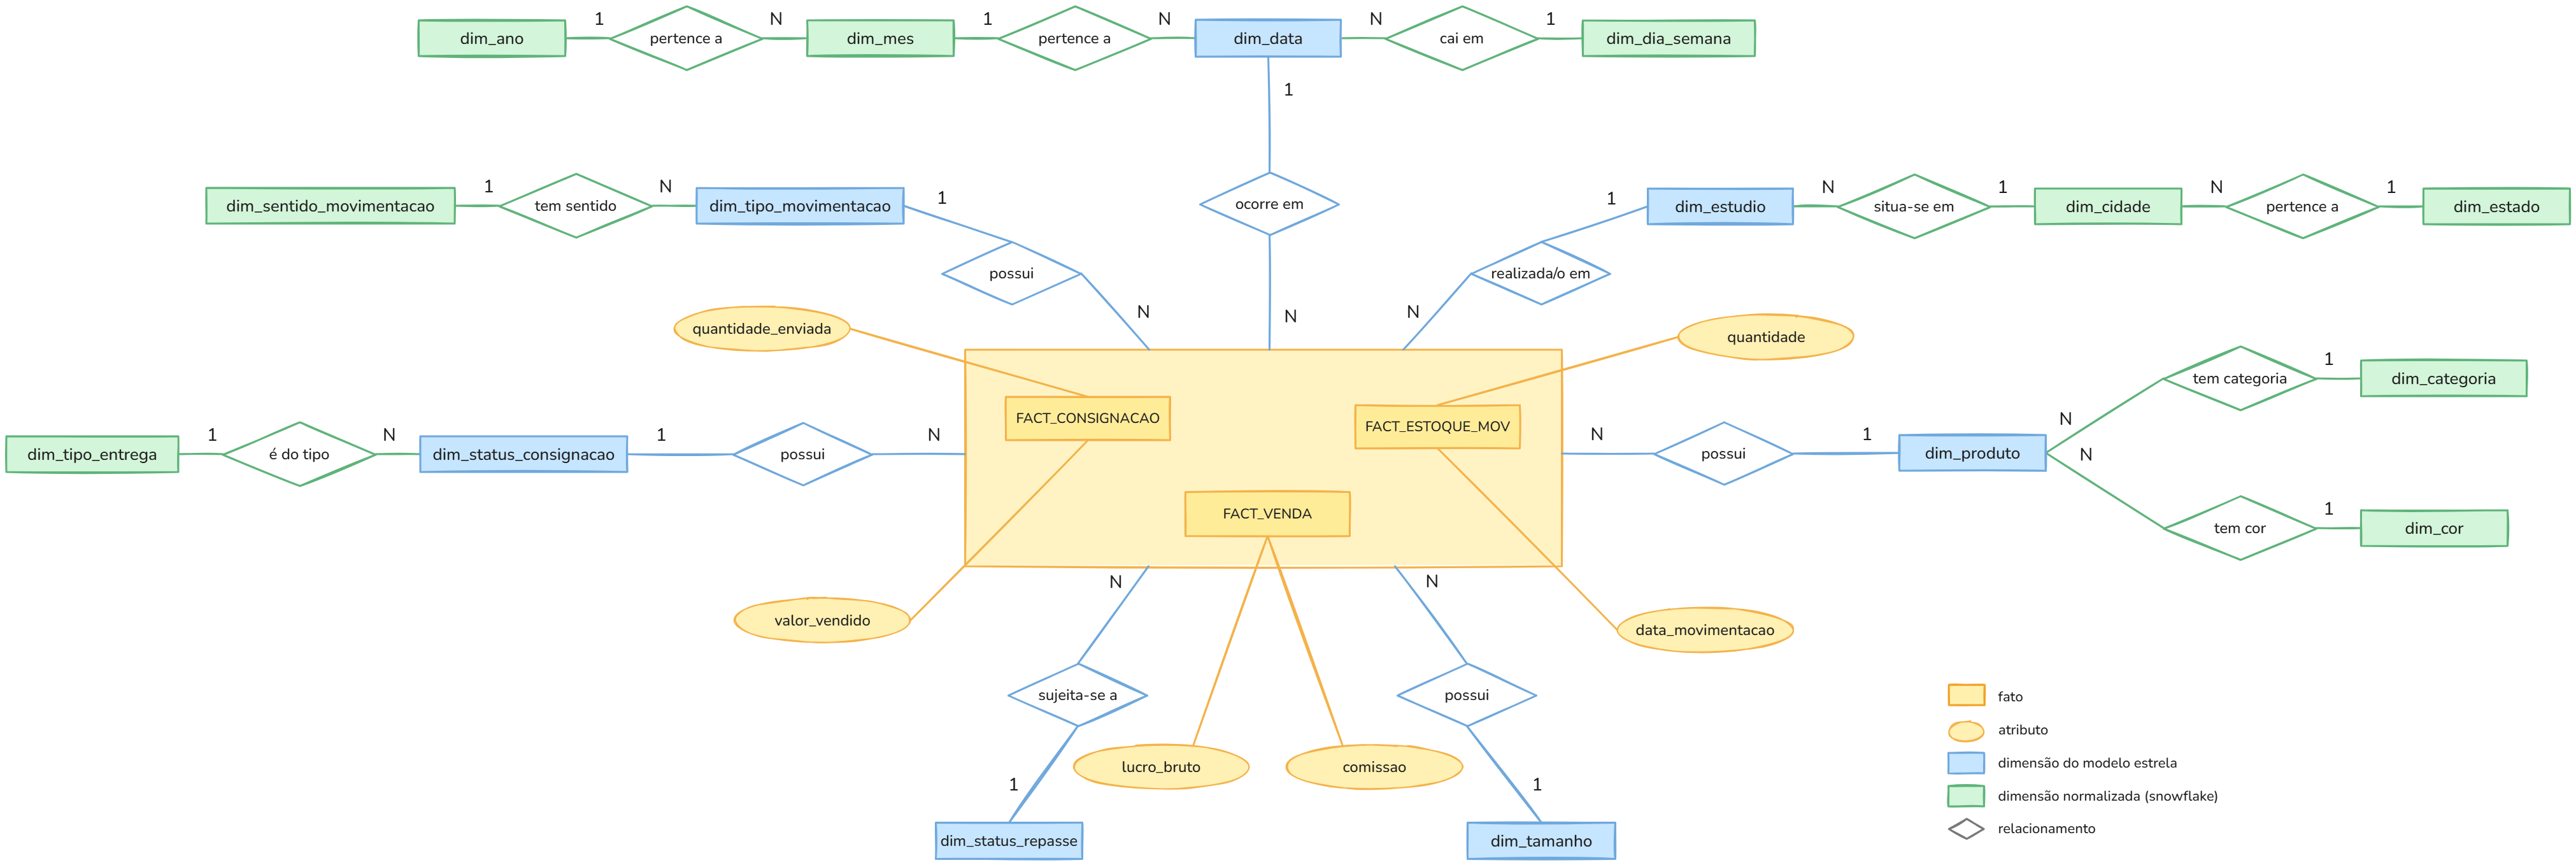 dim_ano
1
pertence a
N
dim_mes
1
pertence a
N
dim_data
N
cai em
1
dim_dia_semana
1
dim_sentido_movimentacao
1
tem sentido
N
dim_tipo_movimentacao
1
ocorre em
1
dim_estudio
N
situa-se em
1
dim_cidade
N
pertence a
1
dim_estado
possui
realizada/o em
N
N
N
quantidade_enviada
quantidade
tem categoria
1
dim_categoria
FACT_CONSIGNACAO
FACT_ESTOQUE_MOV
N
dim_tipo_entrega
1
é do tipo
N
dim_status_consignacao
1
possui
N
N
possui
1
dim_produto
N
FACT_VENDA
tem cor
1
dim_cor
N
N
valor_vendido
data_movimentacao
sujeita-se a
possui
lucro_bruto
comissao
1
1
dim_status_repasse
dim_tamanho
fato
atributo
dimensão do modelo estrela
dimensão normalizada (snowflake)
relacionamento